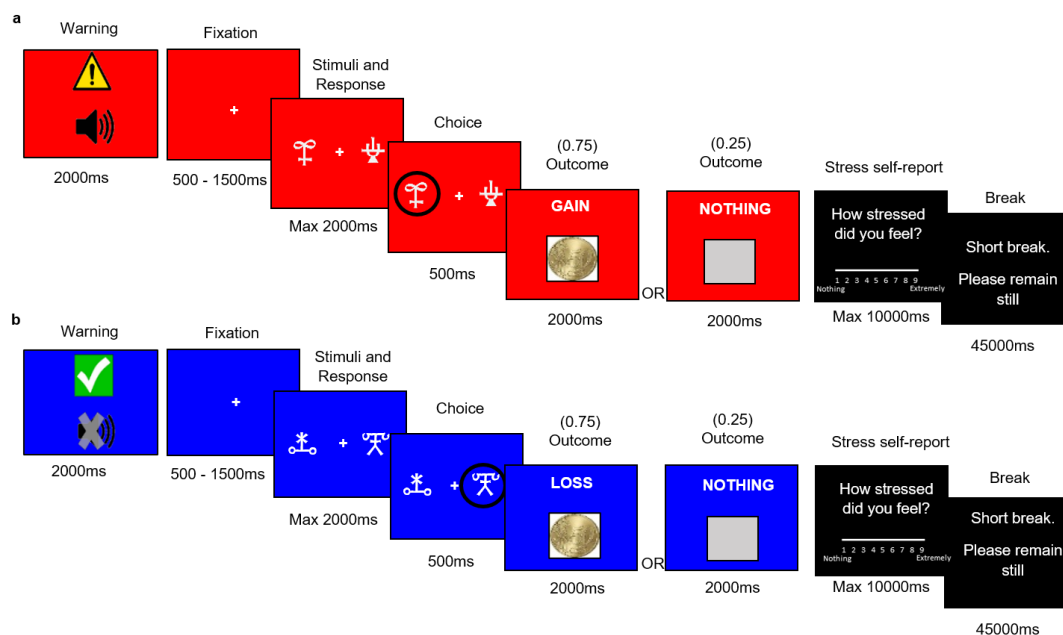 a
Warning
Fixation
Stimuli and
Response
Choice
(0.75)
Outcome
(0.25)
Outcome
Stress self-report
Break
GAIN
NOTHING
How stressed
did you feel?
1 2 3 4 5 6 7 8 9
Nothing
Extremely
Short break.
Please remain
still
2000ms
500 - 1500ms
Max 2000ms
500ms
2000ms
OR
2000ms
Max 10000ms
45000ms
b
Warning
Fixation
Stimuli and
Response
Choice
(0.75)
Outcome
(0.25)
Outcome
Stress self-report
Break
LOSS
NOTHING
How stressed
did you feel?
1 2 3 4 5 6 7 8 9
Nothing
Extremely
Short break.
Please remain
still
2000ms
500 - 1500ms
Max 2000ms
500ms
2000ms
OR
2000ms
Max 10000ms
45000ms